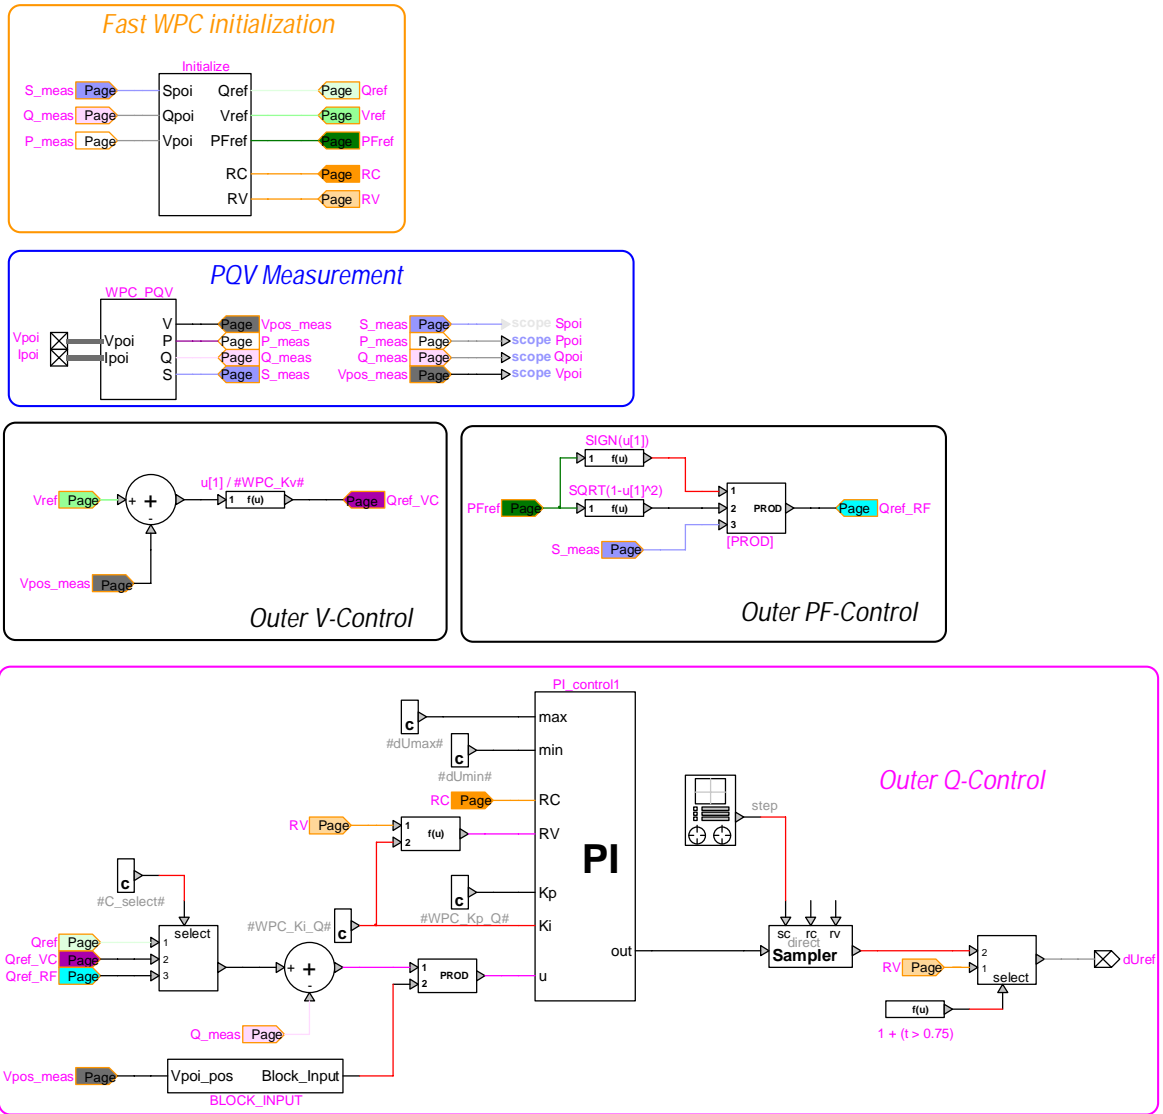 Fast WPC initialization
Initialize
S_meas Page Spoi Qref Page Qref
Q_meas Page Qpoi Vref Page Vref
P_meas Page Vpoi PFref Page PFref
RC Page RC
RV Page RV
PQV Measurement
WPC_PQV
V Page Vpos_meas S_meas Page scope Spoi
Vpoi Vpoi P Page P_meas P_meas Page scope Ppoi
Ipoi Ipoi Q Page Q_meas Q_meas Page scope Qpoi
S Page S_meas Vpos_meas Page scope Vpoi
u[1] / #WPC_Kv#
Vref Page + + 1 f(u) Page Qref_VC
-
Vpos_meas Page
Outer V-Control
SIGN(u[1])
1 f(u)
SQRT(1-u[1]^2)
PFref Page 1 f(u) 1 2 3 PROD Page Qref_RF
S_meas Page [PROD]
Outer PF-Control
PI_control1
c max
#dUmax#
c min
#dUmin#
Outer Q-Control
RC Page RC
step
RV Page 1 2 f(u) RV
PI
c Kp
c #C_select#
#WPC_Ki_Q# c #WPC_Kp_Q# Ki
select
Qref Page 1
Qref_VC Page 2
Qref_RF Page 3
+ + -
1 2 PROD u
out
sc rc rv
direct
Sampler
2
RV Page 1
select
dUref
f(u)
1 + (t > 0.75)
Q_meas Page
Vpos_meas Page Vpoi_pos Block_Input
BLOCK_INPUT